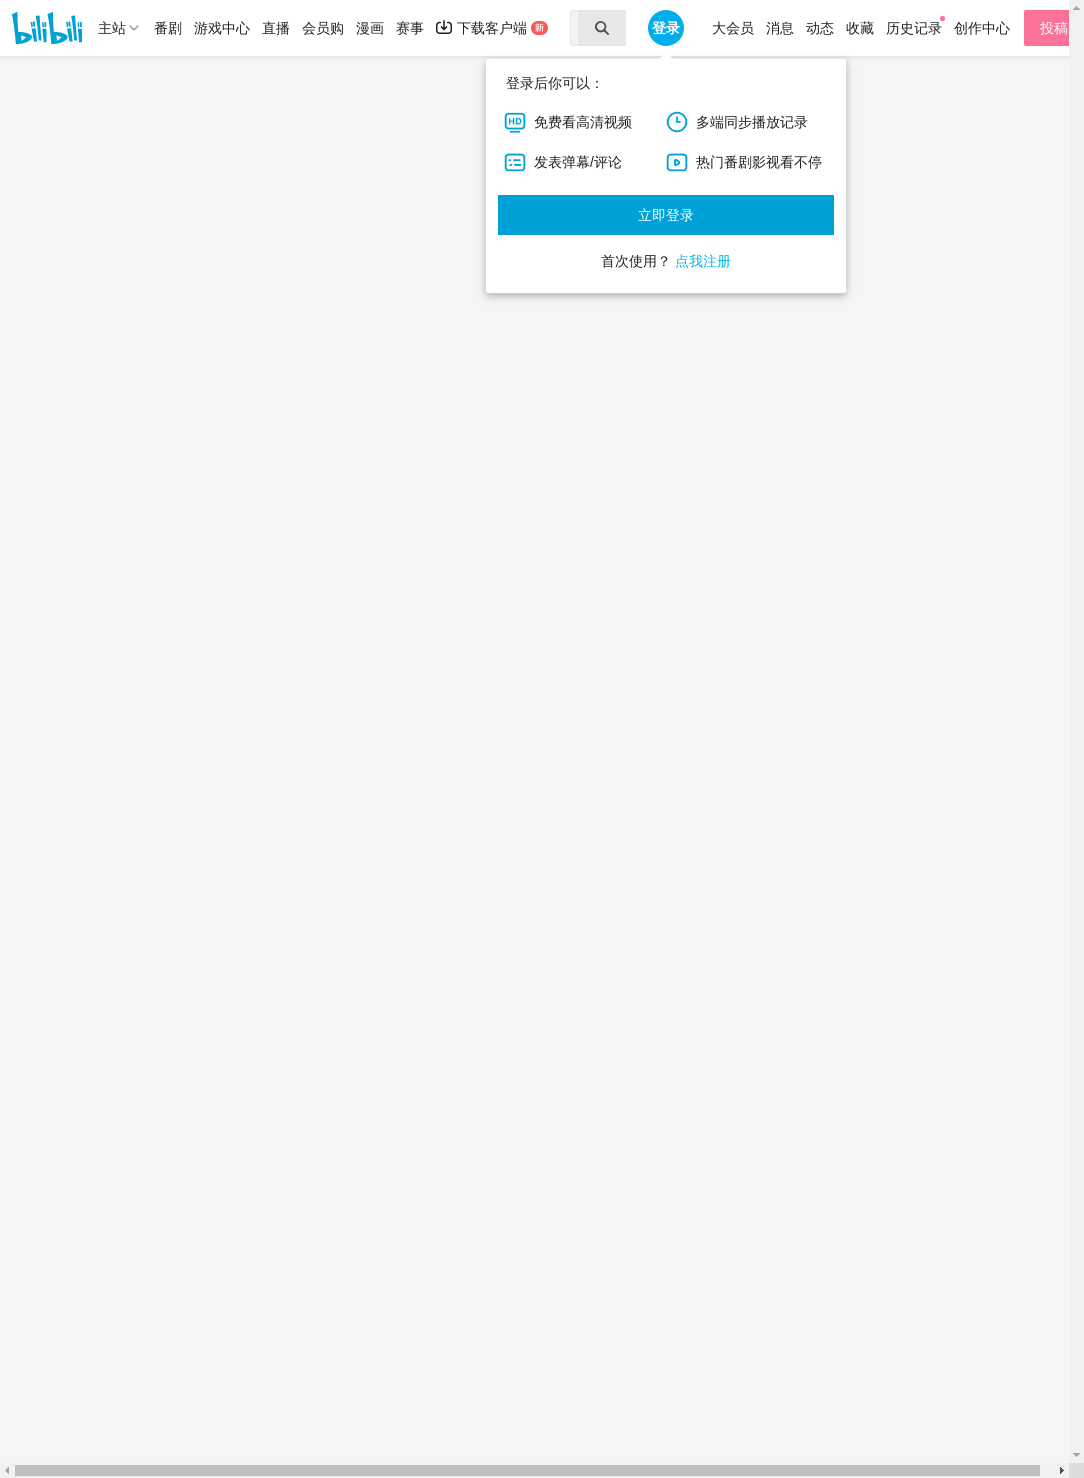 bilibili 主站 番剧 游戏中心 直播 会员购 漫画 赛事 下载客户端 新 登录 大会员 消息 动态 收藏 历史记录 创作中心 投稿
登录后你可以：
HD 免费看高清视频 多端同步播放记录
发表弹幕/评论 热门番剧影视看不停
立即登录
首次使用？ 点我注册